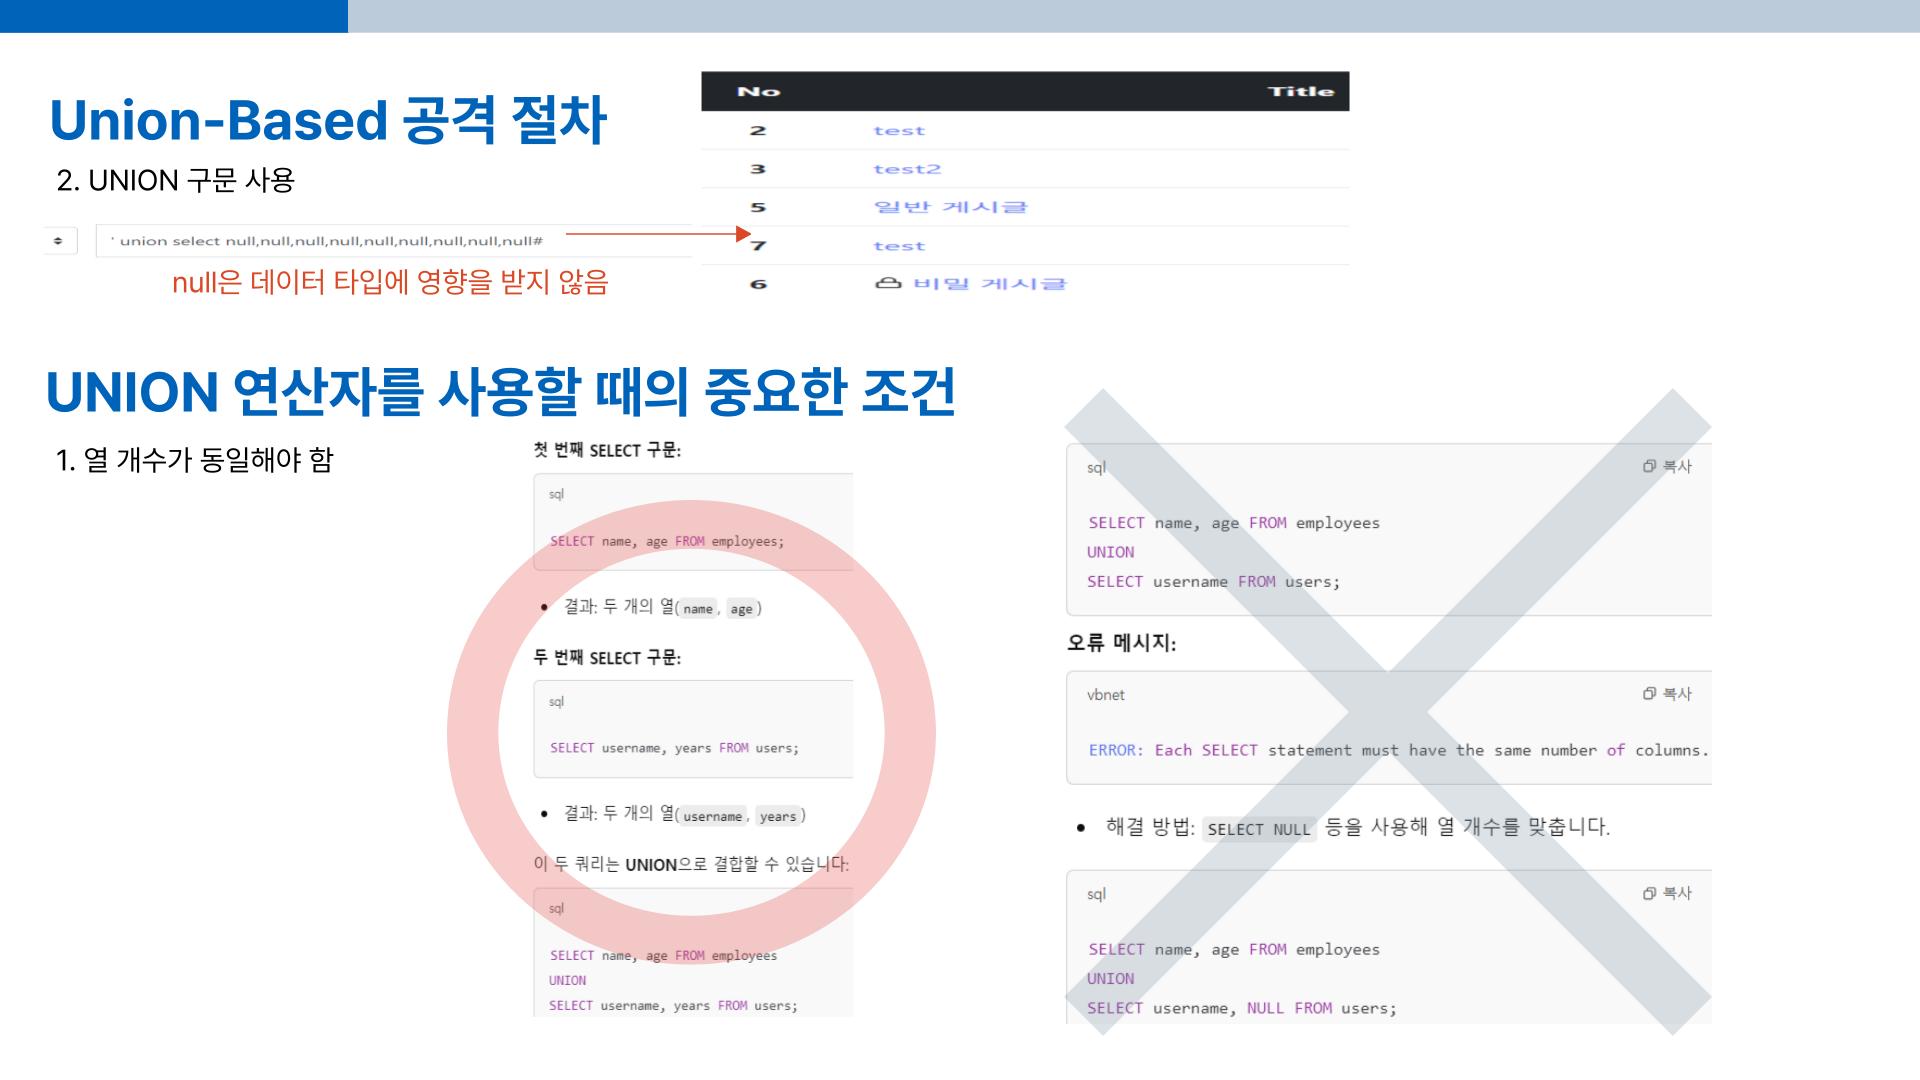 Union-Based 공격 절차
2. UNION 구문 사용
' union select null,null,null,null,null,null,null,null,null#
null은 데이터 타입에 영향을 받지 않음
No Title
2 test
3 test2
5 일반 게시글
7 test
6 비밀 게시글
UNION 연산자를 사용할 때의 중요한 조건
1. 열 개수가 동일해야 함
첫 번째 SELECT 구문:
sql
SELECT name, age FROM employees;
• 결과: 두 개의 열(name, age)
두 번째 SELECT 구문:
sql
SELECT username, years FROM users;
• 결과: 두 개의 열(username, years)
이 두 쿼리는 UNION으로 결합할 수 있습니다:
sql
SELECT name, age FROM employees
UNION
SELECT username, years FROM users;
sql 복사
SELECT name, age FROM employees
UNION
SELECT username FROM users;
오류 메시지:
vbnet 복사
ERROR: Each SELECT statement must have the same number of columns.
• 해결 방법: SELECT NULL 등을 사용해 열 개수를 맞춥니다.
sql 복사
SELECT name, age FROM employees
UNION
SELECT username, NULL FROM users;